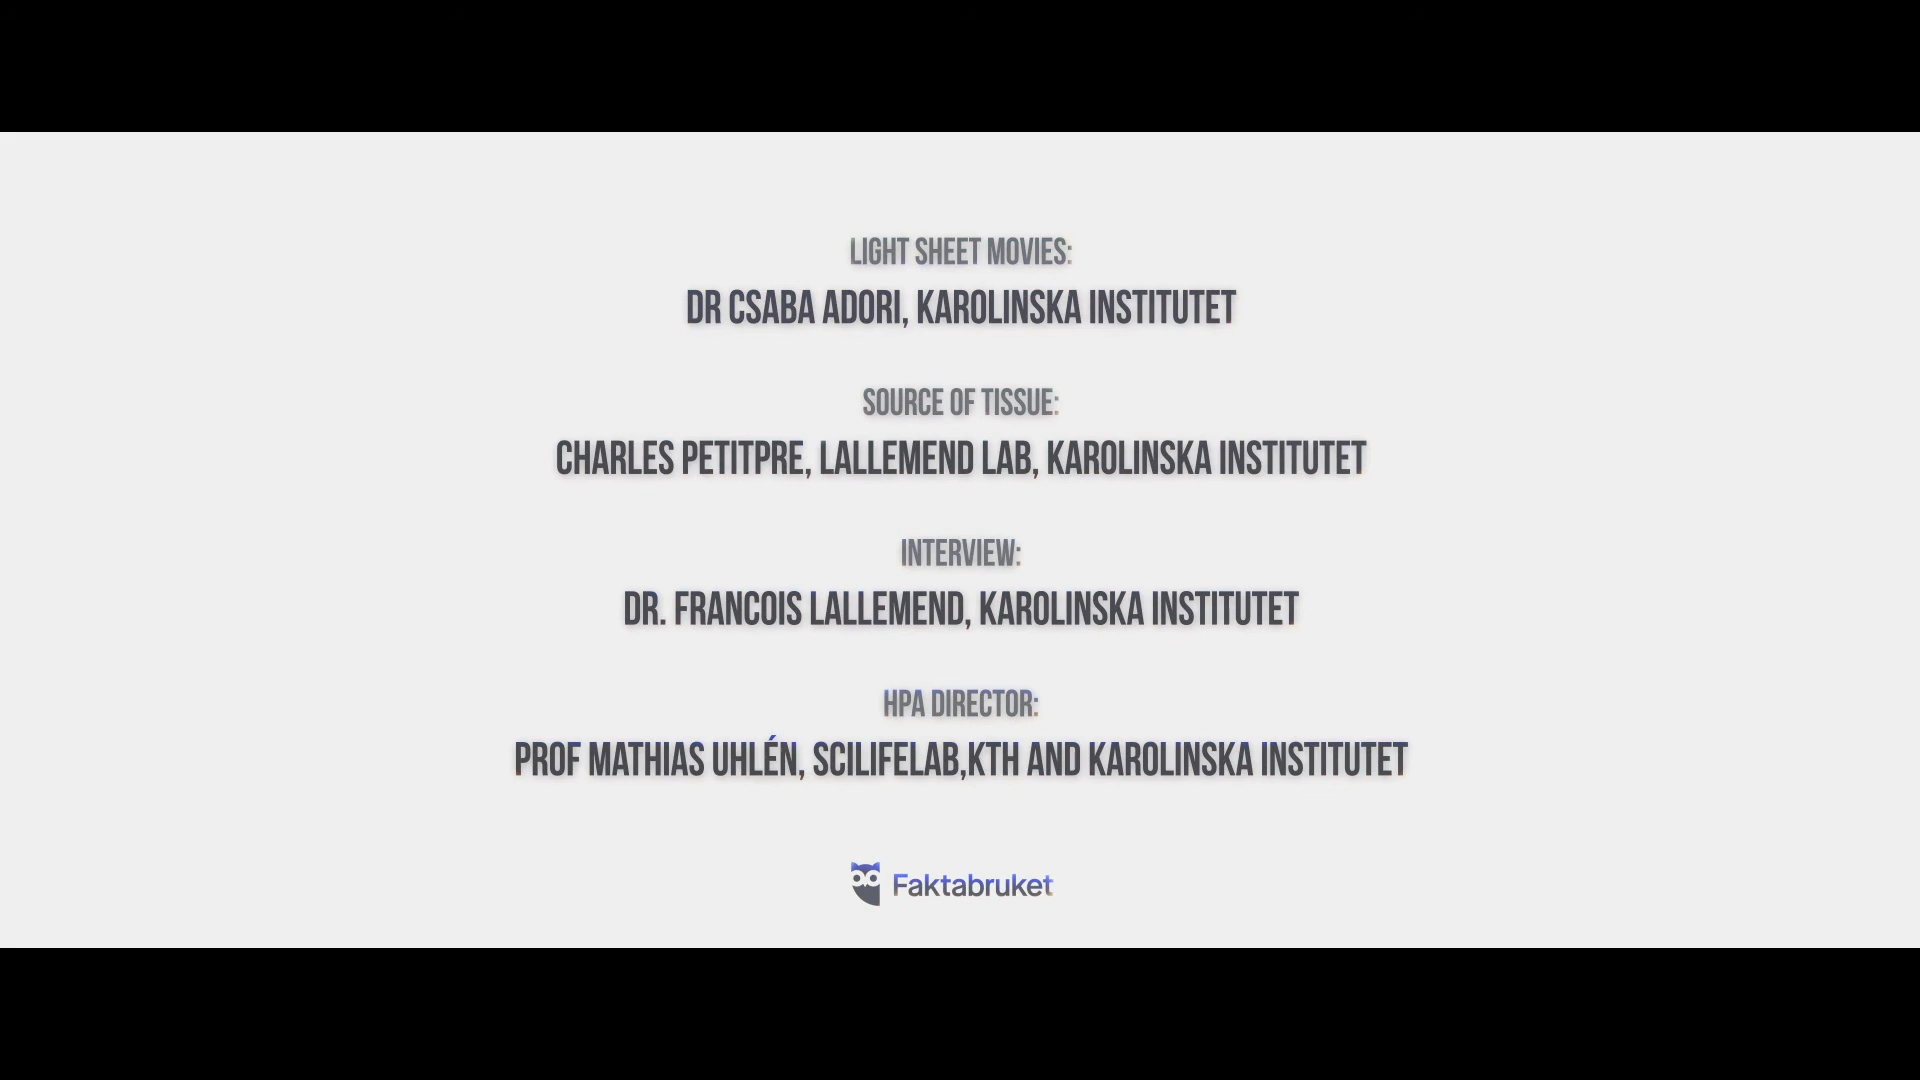 LIGHT SHEET MOVIES:
DR CSABA ADORI, KAROLINSKA INSTITUTET
SOURCE OF TISSUE:
CHARLES PETITPRE, LALLEMEND LAB, KAROLINSKA INSTITUTET
INTERVIEW:
DR. FRANCOIS LALLEMEND, KAROLINSKA INSTITUTET
HPA DIRECTOR:
PROF MATHIAS UHLÉN, SCILIFELAB,KTH AND KAROLINSKA INSTITUTET
Faktabruket